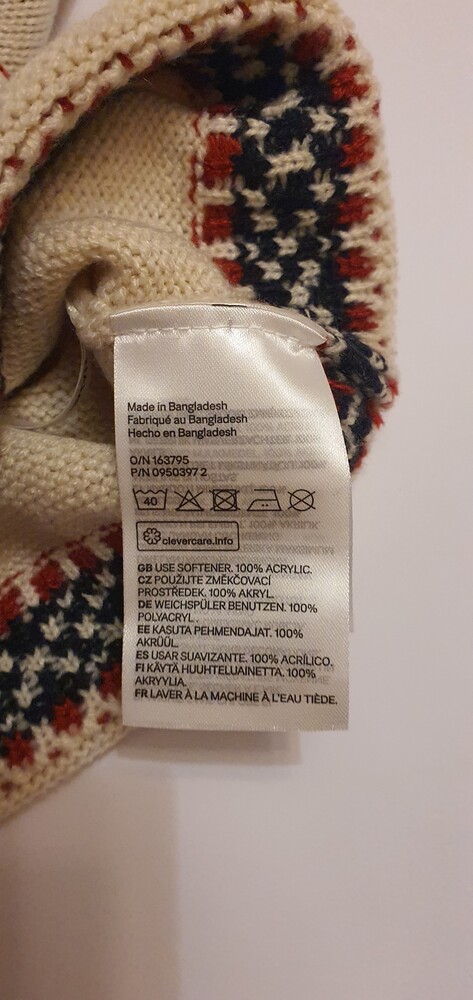 Made in Bangladesh
Fabriqué au Bangladesh
Hecho en Bangladesh
O/N 163795
P/N 0950397 2
40
clevercare.info
GB USE SOFTENER. 100% ACRYLIC.
CZ POUŽIJTE ZMĚKČOVACÍ
PROSTŘEDEK. 100% AKRYL.
DE WEICHSPÜLER BENUTZEN. 100%
POLYACRYL .
EE KASUTA PEHMENDAJAT. 100%
AKRÜÜL.
ES USAR SUAVIZANTE. 100% ACRÍLICO.
FI KÄYTÄ HUUHTELUAINETTA. 100%
AKRYYLIA.
FR LAVER À LA MACHINE À L'EAU TIÈDE.